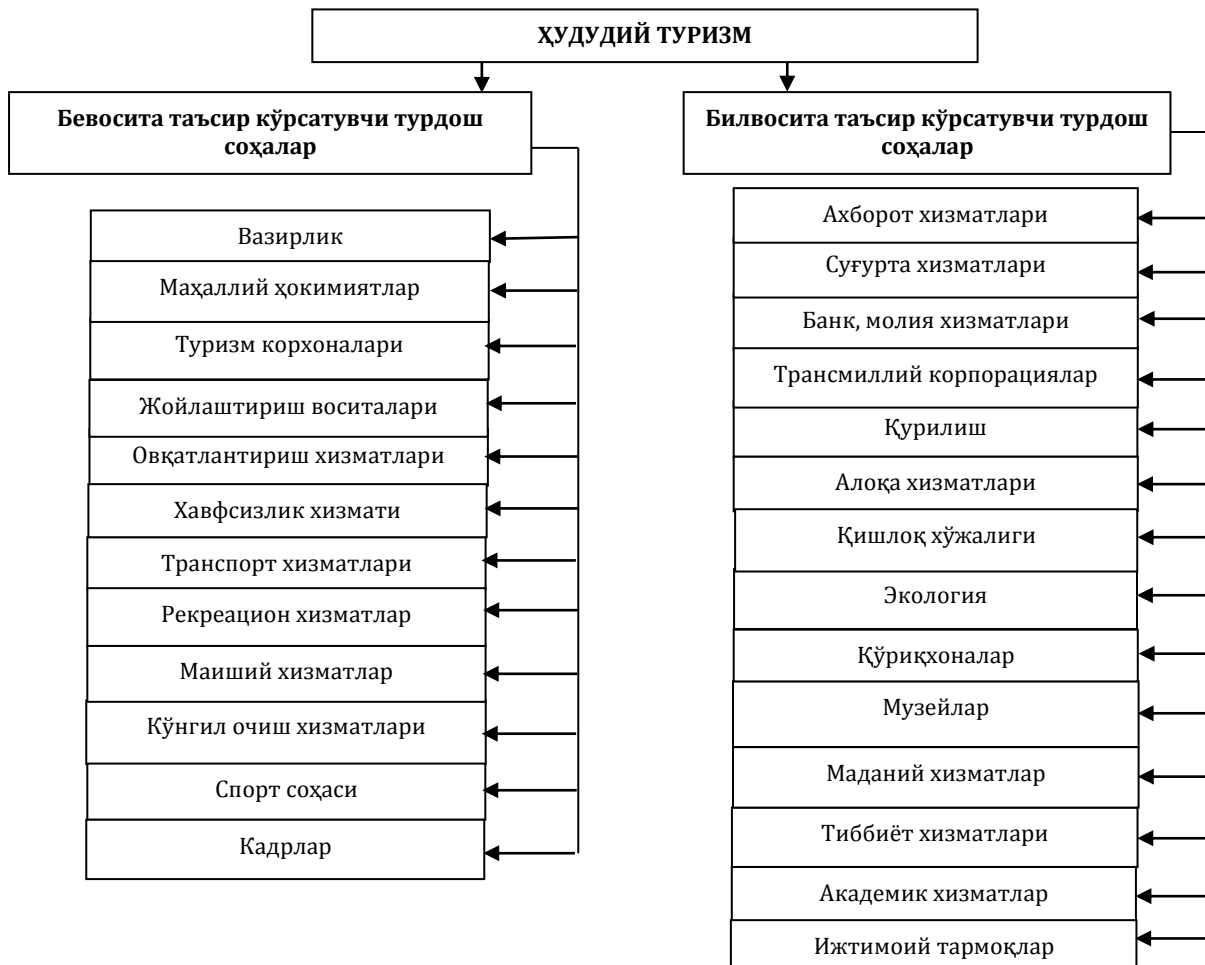 ҲУДУДИЙ ТУРИЗМ
Бевосита таъсир кўрсатувчи турдош
соҳалар
Вазирлик
Маҳаллий ҳокимиятлар
Туризм корхоналари
Жойлаштириш воситалари
Овқатлантириш хизматлари
Хавфсизлик хизмати
Транспорт хизматлари
Рекреацион хизматлар
Маиший хизматлар
Кўнгил очиш хизматлари
Спорт соҳаси
Кадрлар
Билвосита таъсир кўрсатувчи турдош
соҳалар
Ахборот хизматлари
Суғурта хизматлари
Банк, молия хизматлари
Трансмиллий корпорациялар
Қурилиш
Алоқа хизматлари
Қишлоқ хўжалиги
Экология
Қўриқхоналар
Музейлар
Маданий хизматлар
Тиббиёт хизматлари
Академик хизматлар
Ижтимоий тармоқлар